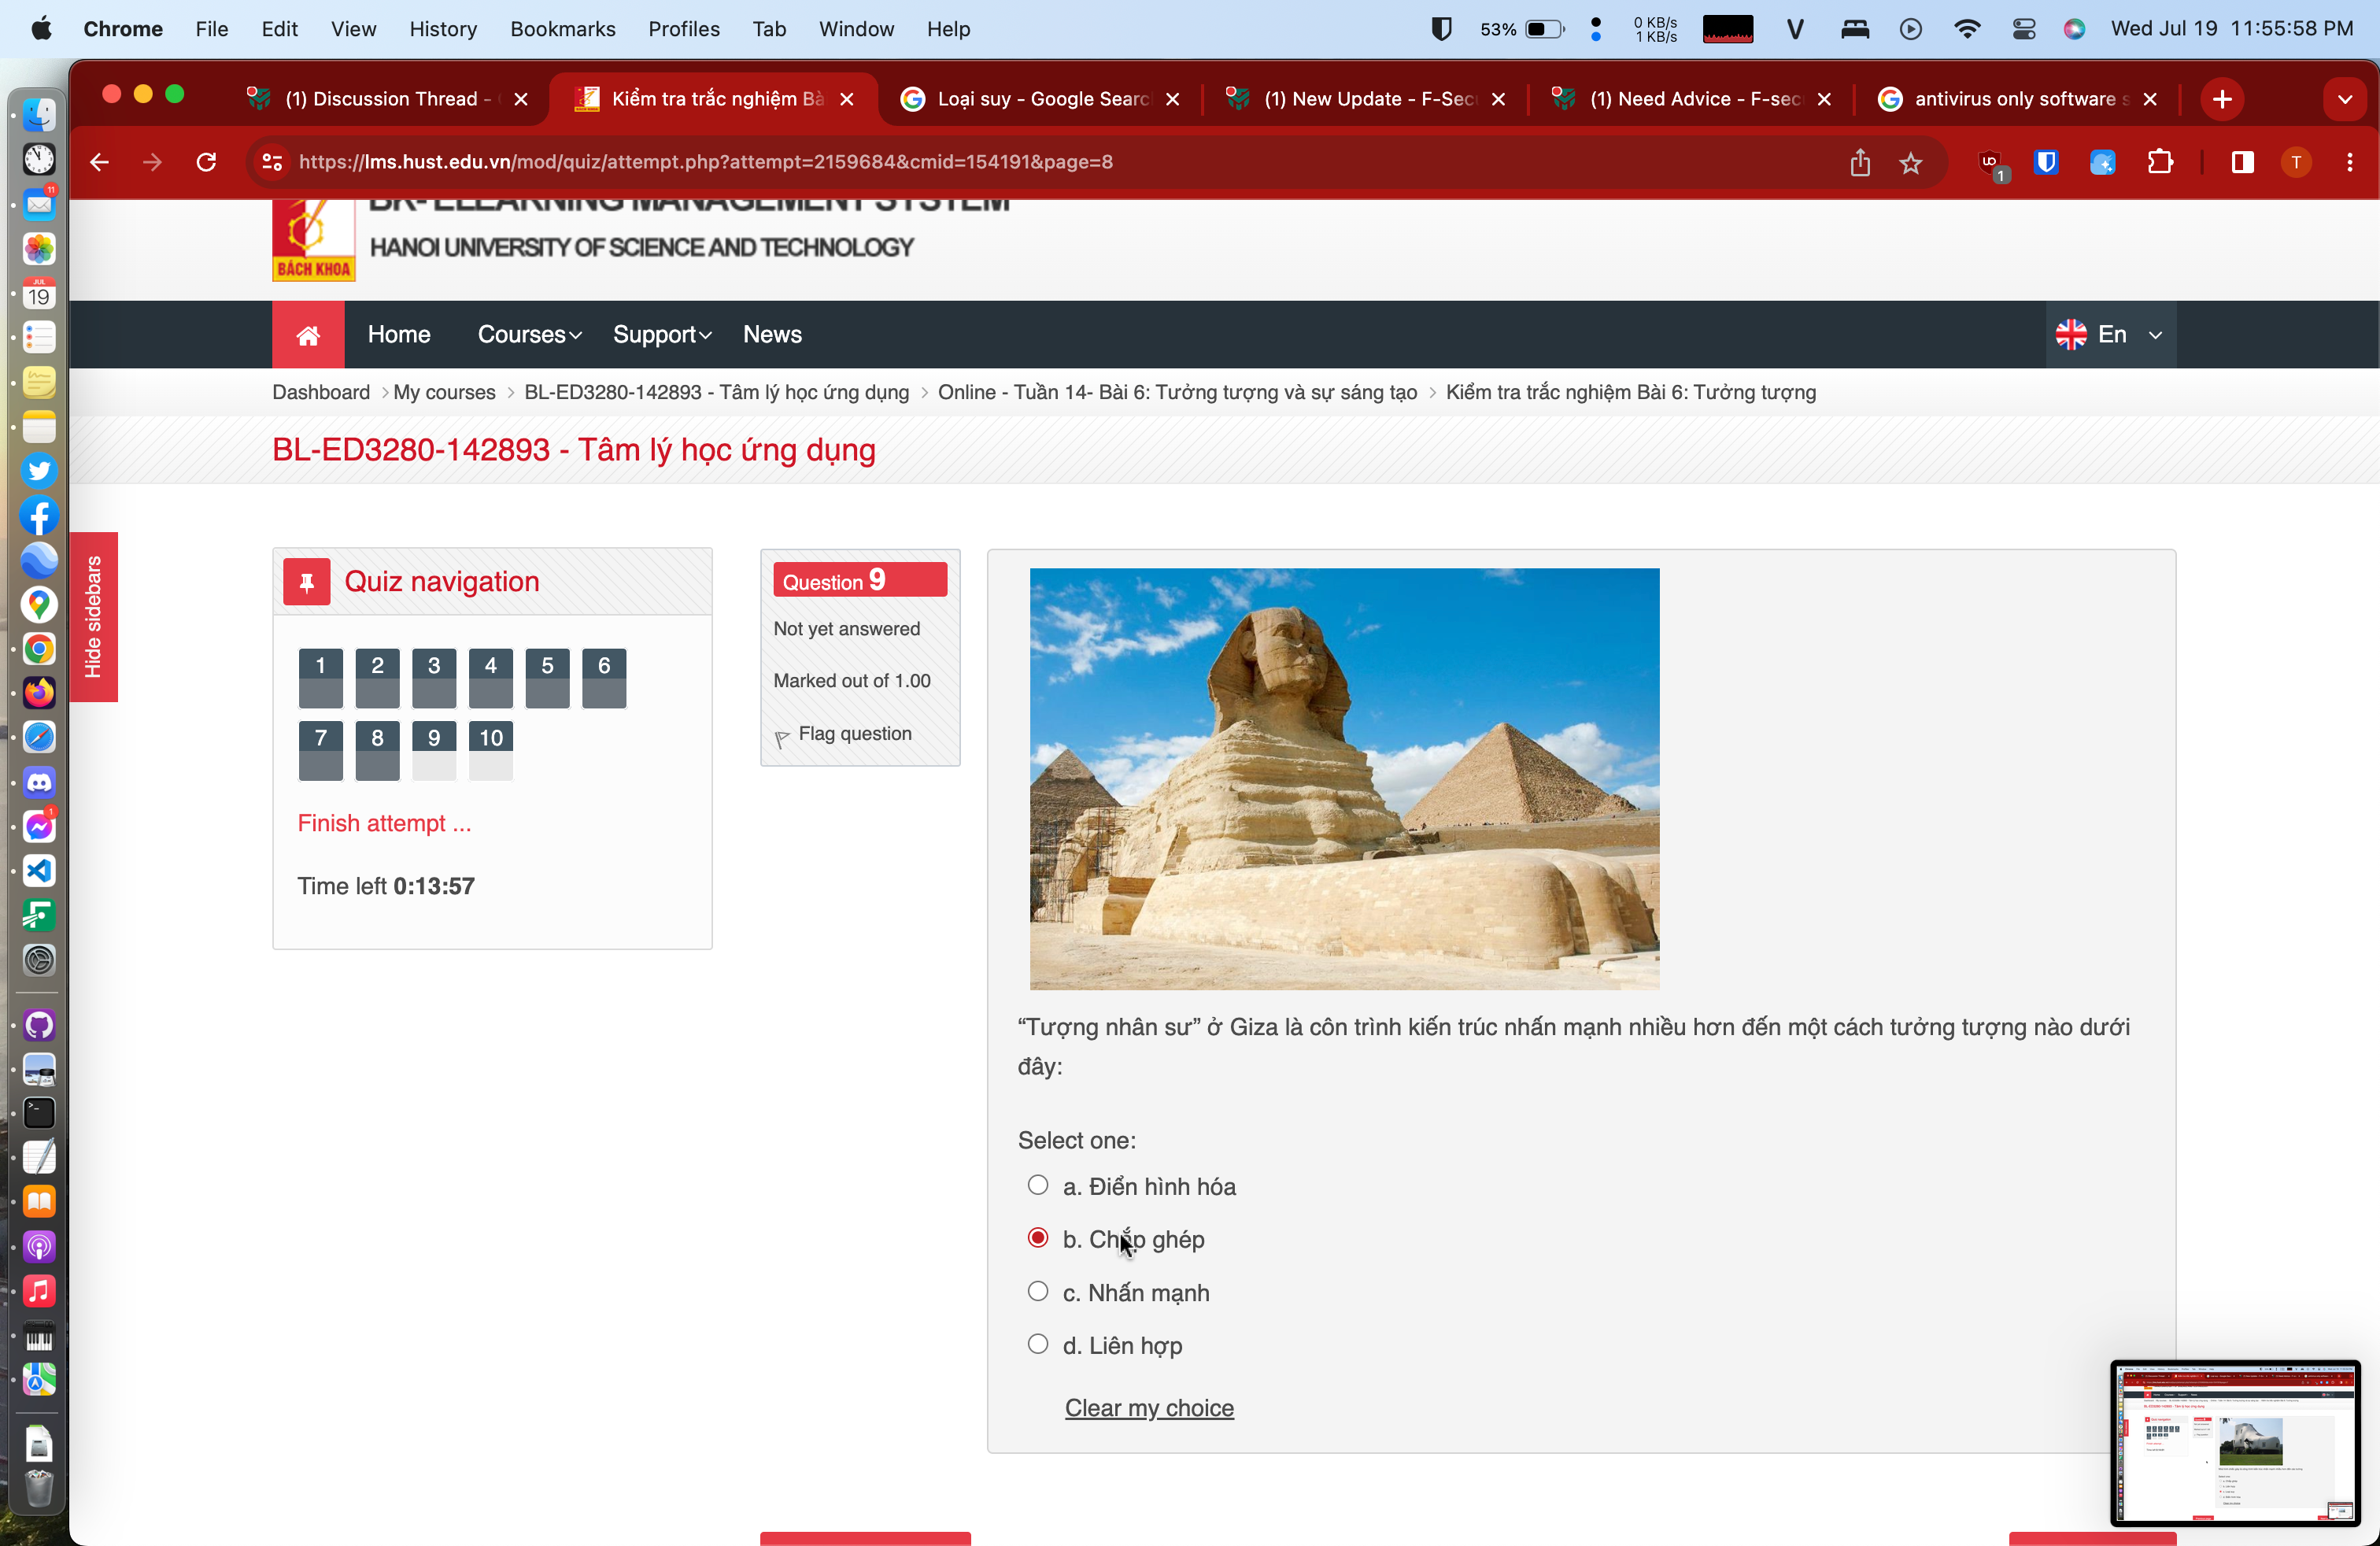 Chrome File Edit View History Bookmarks Profiles Tab Window Help 53% 0 KB/s 1 KB/s Wed Jul 19 11:55:58 PM
(1) Discussion Thread - Kiểm tra trắc nghiệm Bà Loại suy - Google Searc (1) New Update - F-Sec (1) Need Advice - F-sec antivirus only software s
https://lms.hust.edu.vn/mod/quiz/attempt.php?attempt=2159684&cmid=154191&page=8
1
T
BK- ELEARNING MANAGEMENT SYSTEM
HANOI UNIVERSITY OF SCIENCE AND TECHNOLOGY
BÁCH KHOA
Home Courses Support News En
Dashboard My courses BL-ED3280-142893 - Tâm lý học ứng dụng Online - Tuần 14- Bài 6: Tưởng tượng và sự sáng tạo Kiểm tra trắc nghiệm Bài 6: Tưởng tượng
BL-ED3280-142893 - Tâm lý học ứng dụng
Hide sidebars
Quiz navigation
1 2 3 4 5 6
7 8 9 10
Finish attempt ...
Time left 0:13:57
Question 9
Not yet answered
Marked out of 1.00
Flag question
“Tượng nhân sư” ở Giza là côn trình kiến trúc nhấn mạnh nhiều hơn đến một cách tưởng tượng nào dưới
đây:
Select one:
a. Điển hình hóa
b. Chắp ghép
c. Nhấn mạnh
d. Liên hợp
Clear my choice
11
JUL
19
1